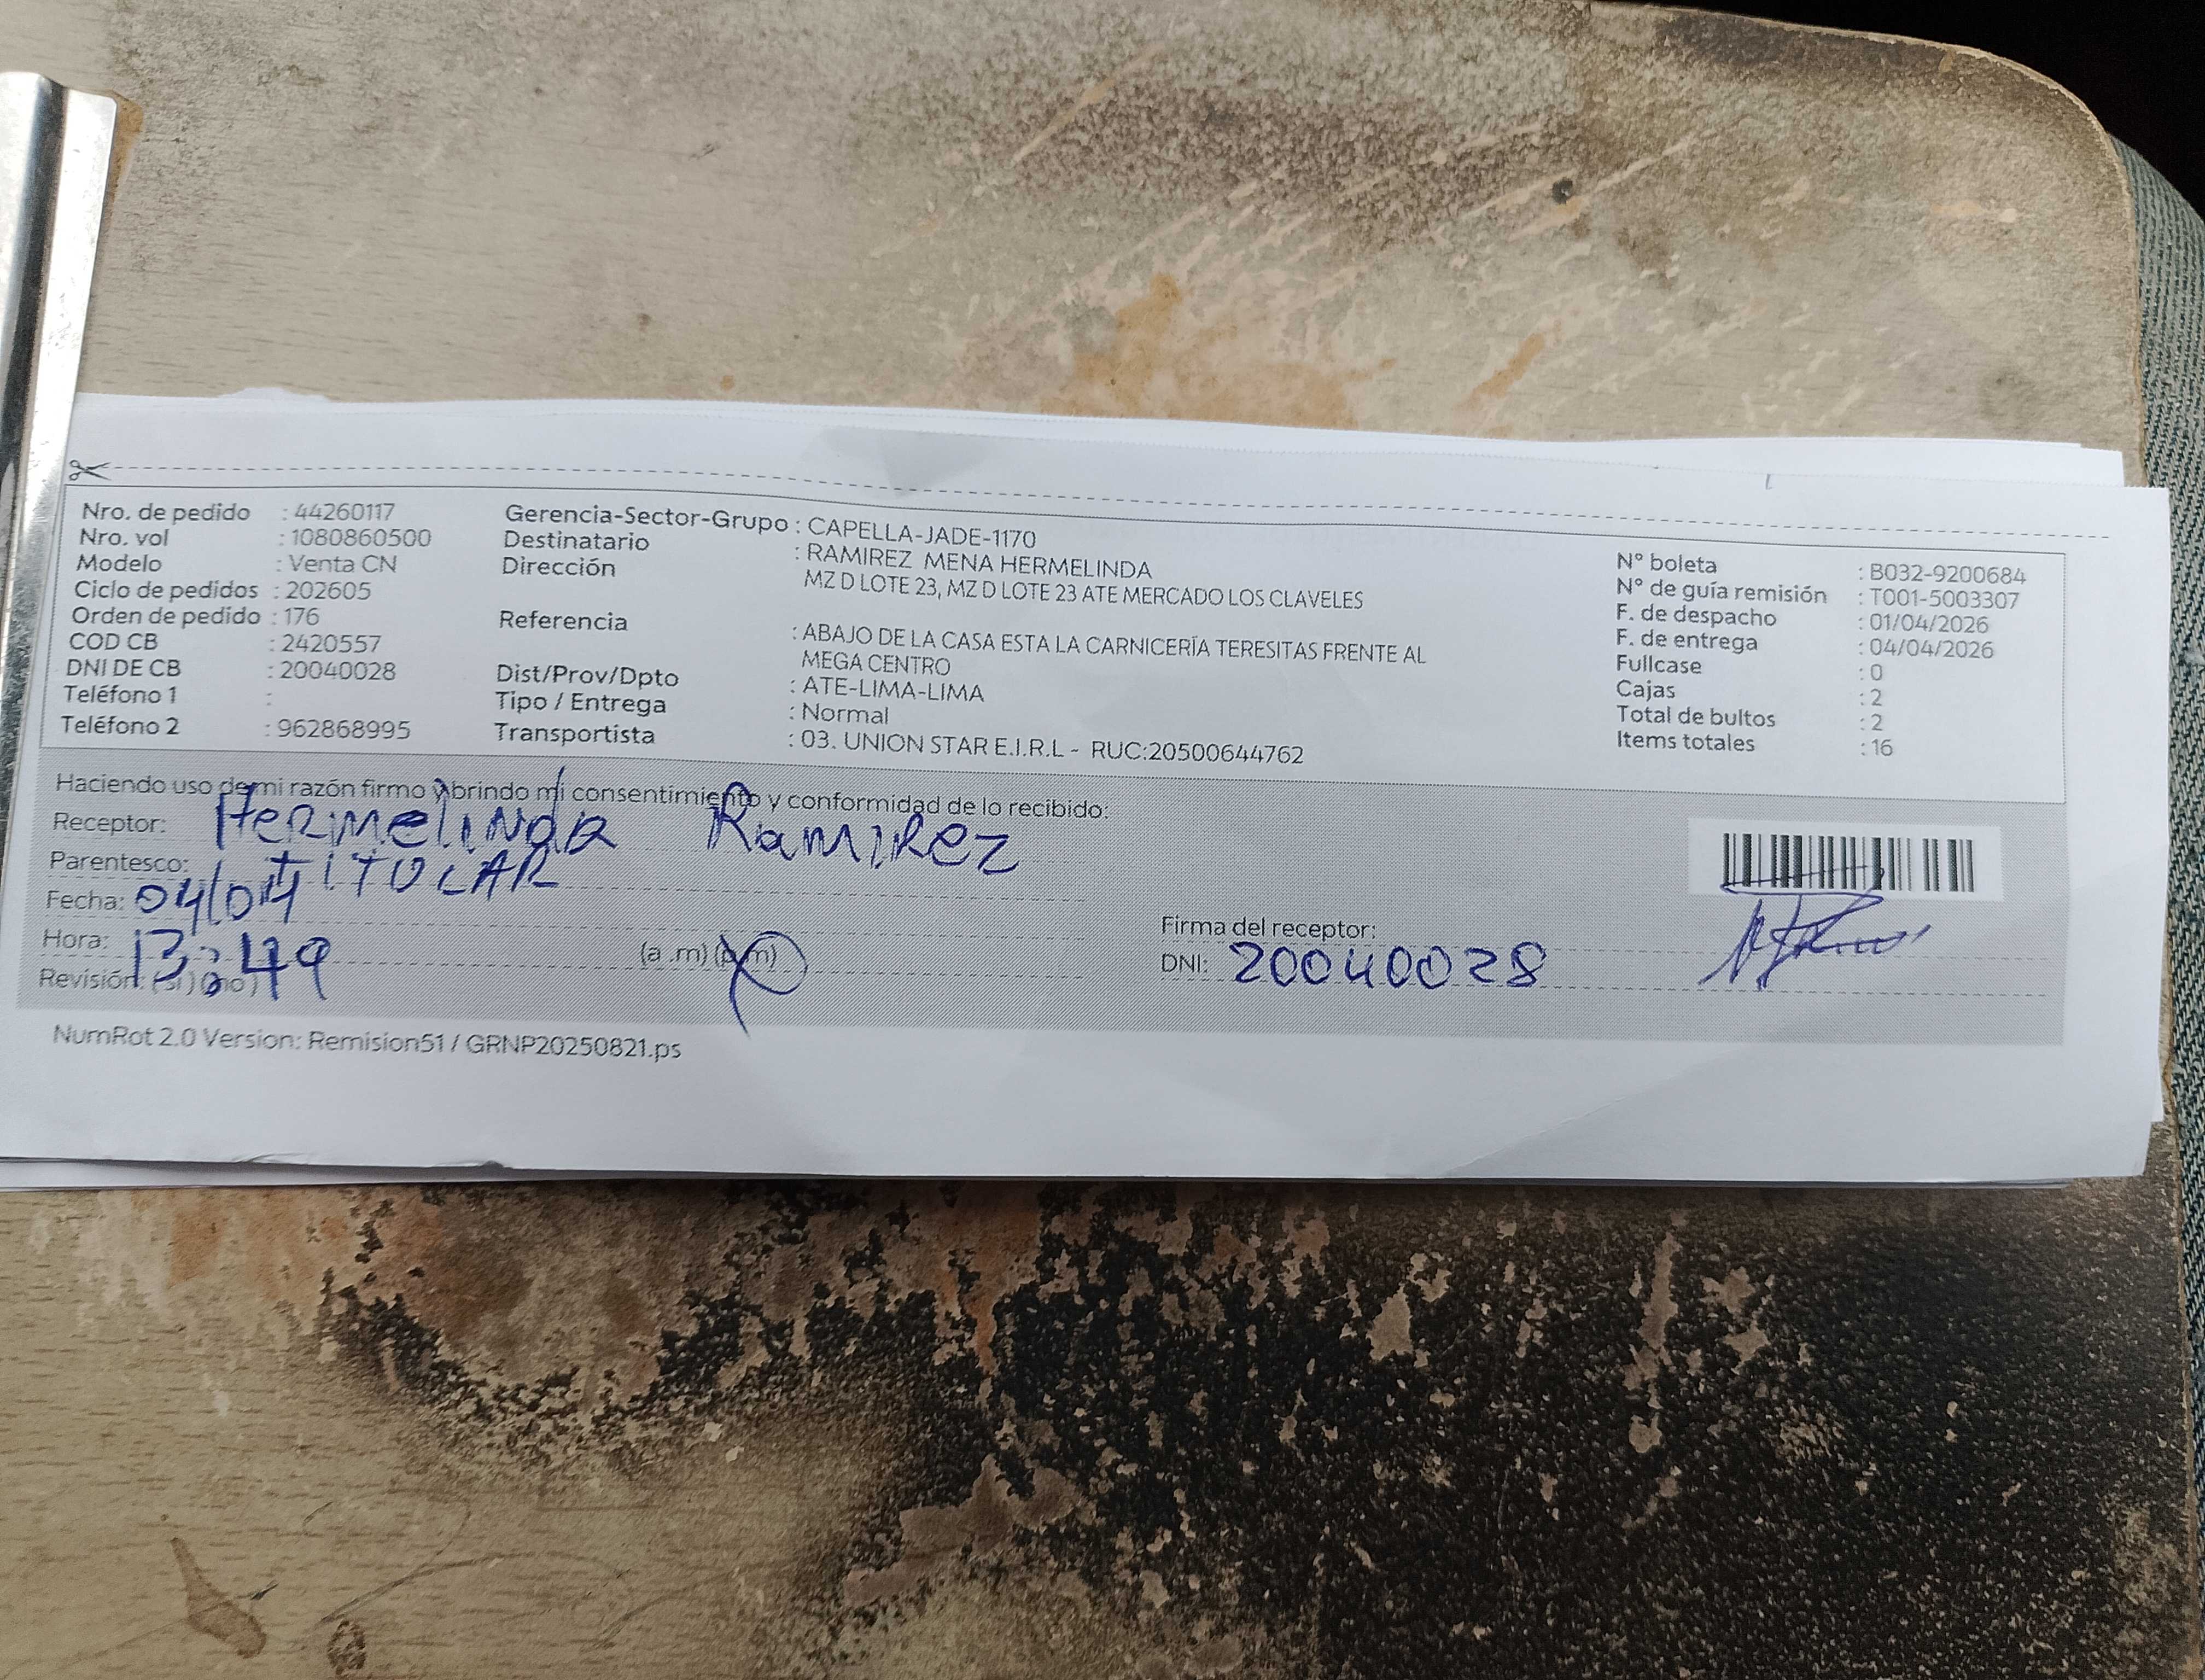 Nro. de pedido : 44260117
Nro. vol : 1080860500
Modelo : Venta CN
Ciclo de pedidos : 202605
Orden de pedido : 176
COD CB : 2420557
DNI DE CB : 20040028
Teléfono 1 :
Teléfono 2 : 962868995
Gerencia-Sector-Grupo : CAPELLA-JADE-1170
Destinatario : RAMIREZ MENA HERMELINDA
Dirección MZ D LOTE 23, MZ D LOTE 23 ATE MERCADO LOS CLAVELES
Referencia : ABAJO DE LA CASA ESTA LA CARNICERÍA TERESITAS FRENTE AL
MEGA CENTRO
Dist/Prov/Dpto : ATE-LIMA-LIMA
Tipo / Entrega : Normal
Transportista : 03. UNION STAR E.I.R.L - RUC:20500644762
N° boleta : B032-9200684
N° de guía remisión : T001-5003307
F. de despacho : 01/04/2026
F. de entrega : 04/04/2026
Fullcase : 0
Cajas : 2
Total de bultos : 2
Items totales : 16
Haciendo uso de mi razón firmo y brindo mi consentimiento y conformidad de lo recibido:
Receptor: Hermelinda Ramirez
Parentesco: TITULAR
Fecha: 04/04
Hora: 13:49 (a .m) (p.m)
Revisión: (si) (no)
Firma del receptor:
DNI: 20040028
NumRot 2.0 Version: Remision51 / GRNP20250821.ps